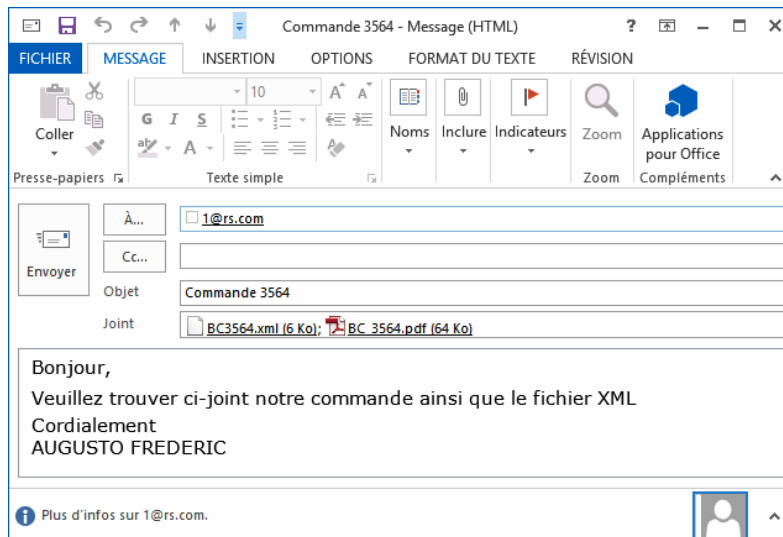 Commande 3564 - Message (HTML) ?
FICHIER MESSAGE INSERTION OPTIONS FORMAT DU TEXTE RÉVISION
Coller
10 A A
G I S
ab A
Noms Inclure Indicateurs Zoom Applications pour Office
Presse-papiers Texte simple Zoom Compléments
Envoyer
À... 1@rs.com
Cc...
Objet Commande 3564
Joint BC3564.xml (6 Ko); BC_3564.pdf (64 Ko)
Bonjour,
Veuillez trouver ci-joint notre commande ainsi que le fichier XML
Cordialement
AUGUSTO FREDERIC
Plus d'infos sur 1@rs.com.